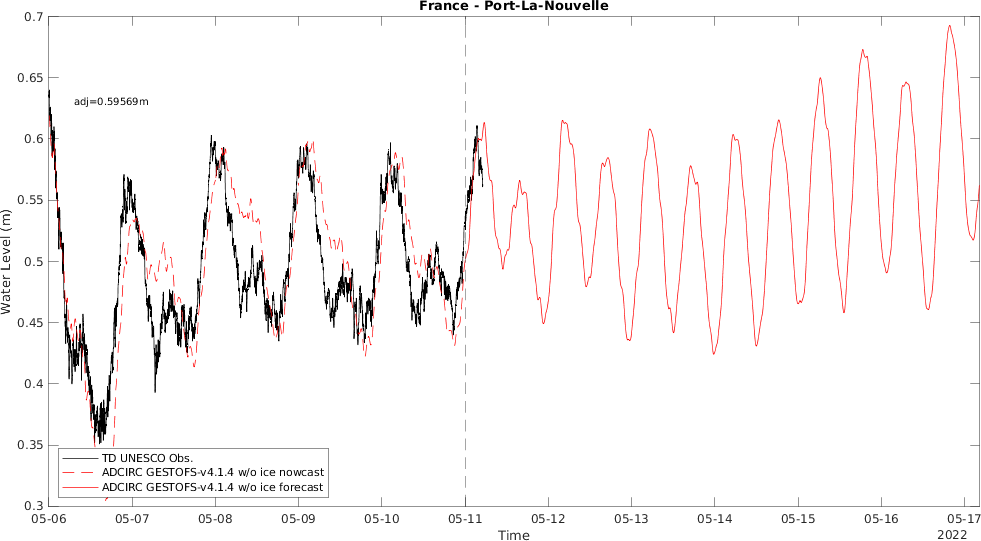 France - Port-La-Nouvelle
0.7
0.65
0.6
0.55
0.5
0.45
0.4
0.35
0.3
Water Level (m)
adj=0.59569m
TD UNESCO Obs.
ADCIRC GESTOFS-v4.1.4 w/o ice nowcast
ADCIRC GESTOFS-v4.1.4 w/o ice forecast
05-06 05-07 05-08 05-09 05-10 05-11 05-12 05-13 05-14 05-15 05-16 05-17
Time
2022